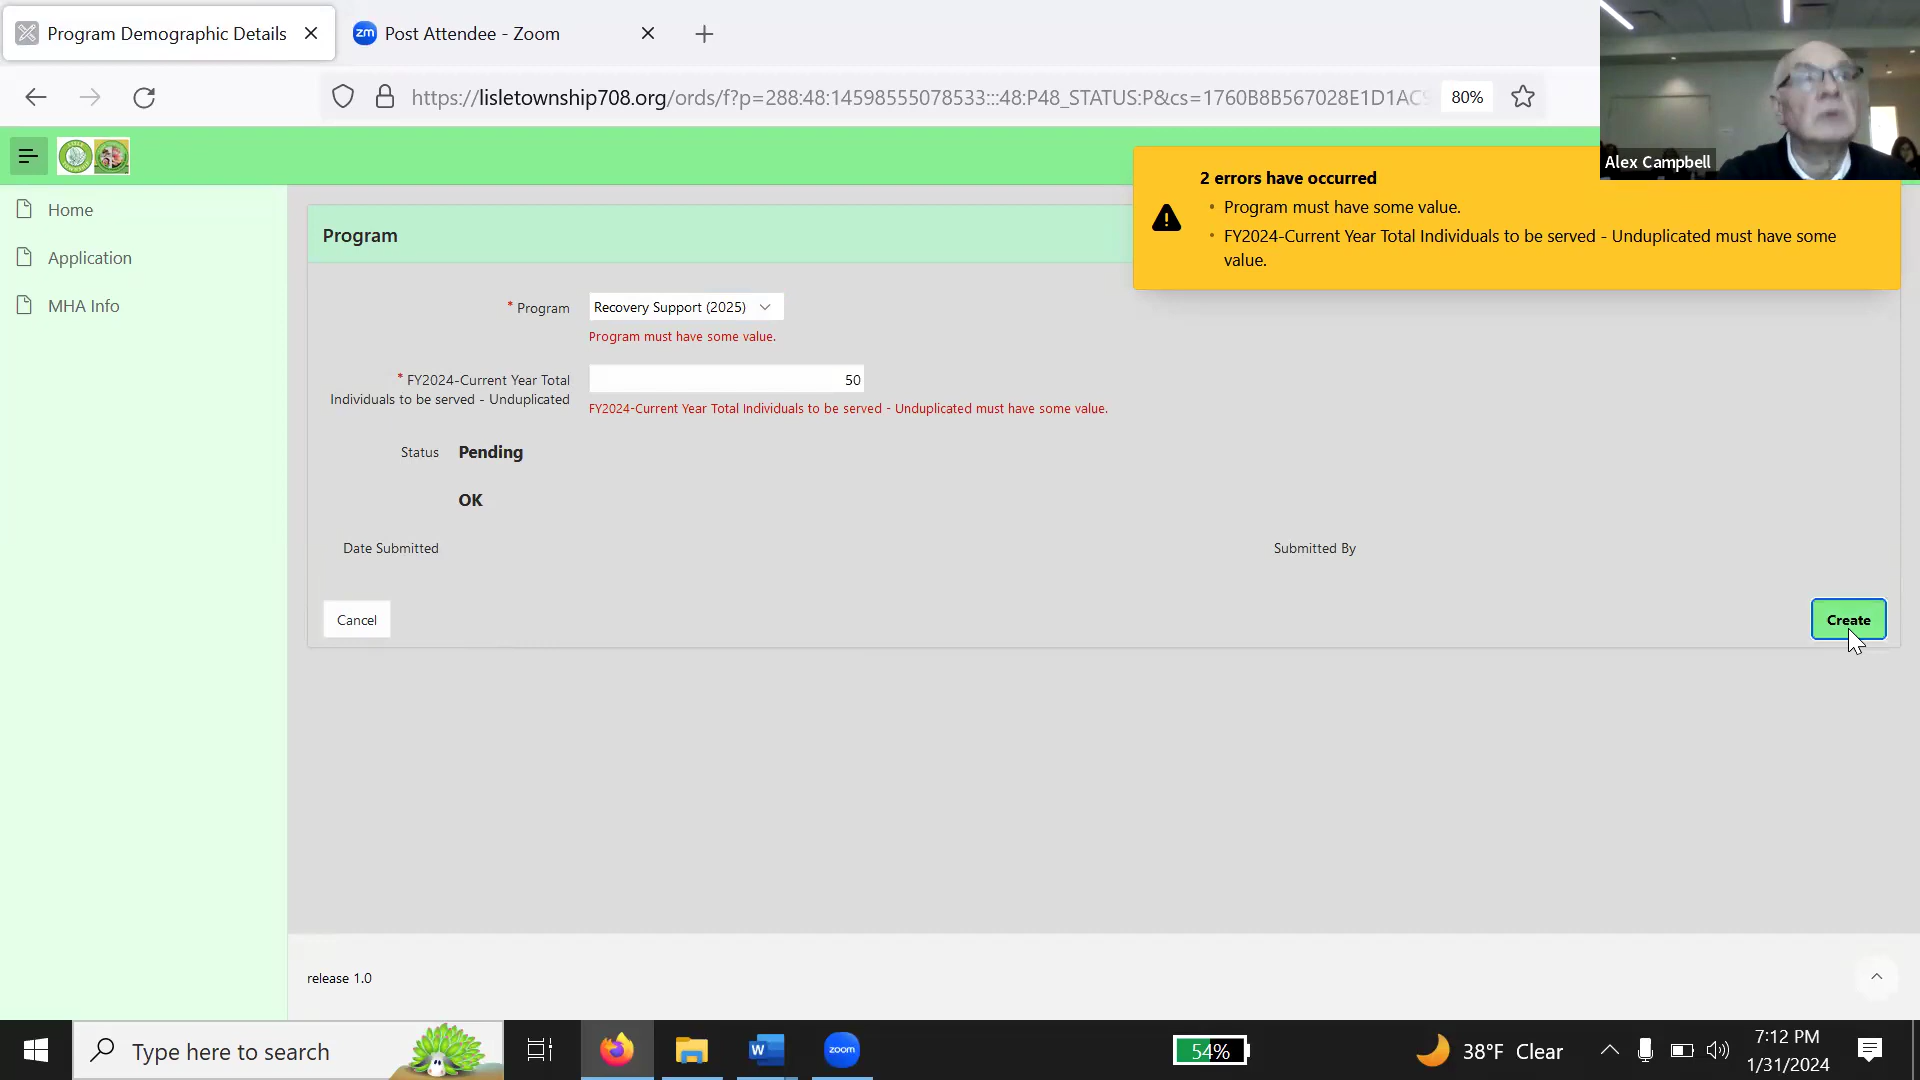 Program Demographic Details
Post Attendee - Zoom
https://lisletownship708.org/ords/f?p=288:48:14598555078533:::48:P48_STATUS:P&cs=1760B8B567028E1D1AC9
80%
Alex Campbell
2 errors have occurred
Program must have some value.
FY2024-Current Year Total Individuals to be served - Unduplicated must have some
value.
Home
Application
MHA Info
Program
* Program
Recovery Support (2025)
Program must have some value.
* FY2024-Current Year Total
Individuals to be served - Unduplicated
50
FY2024-Current Year Total Individuals to be served - Unduplicated must have some value.
Status
Pending
OK
Date Submitted
Submitted By
Cancel
Create
release 1.0
Type here to search
zoom
54%
38°F Clear
7:12 PM
1/31/2024